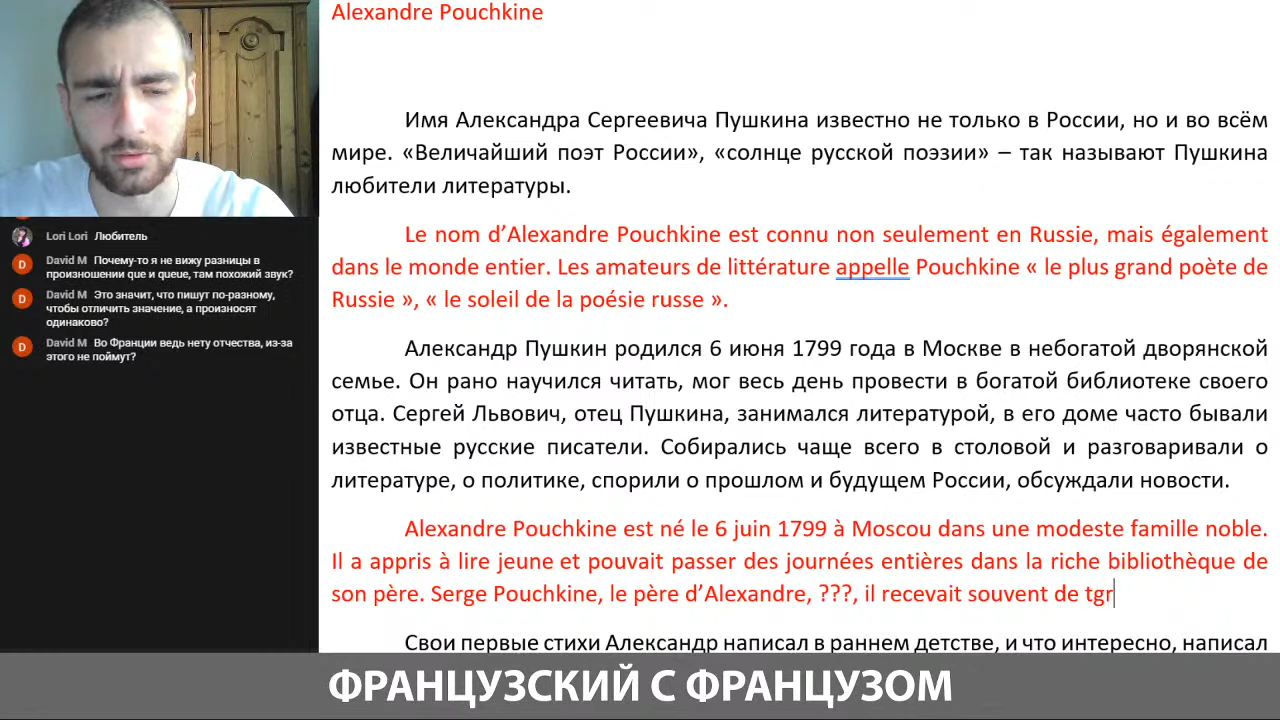 Alexandre Pouchkine
Имя Александра Сергеевича Пушкина известно не только в России, но и во всём
мире. «Величайший поэт России», «солнце русской поэзии» – так называют Пушкина
любители литературы.
Le nom d’Alexandre Pouchkine est connu non seulement en Russie, mais également
dans le monde entier. Les amateurs de littérature appelle Pouchkine « le plus grand poète de
Russie », « le soleil de la poésie russe ».
Александр Пушкин родился 6 июня 1799 года в Москве в небогатой дворянской
семье. Он рано научился читать, мог весь день провести в богатой библиотеке своего
отца. Сергей Львович, отец Пушкина, занимался литературой, в его доме часто бывали
известные русские писатели. Собирались чаще всего в столовой и разговаривали о
литературе, о политике, спорили о прошлом и будущем России, обсуждали новости.
Alexandre Pouchkine est né le 6 juin 1799 à Moscou dans une modeste famille noble.
Il a appris à lire jeune et pouvait passer des journées entières dans la riche bibliothèque de
son père. Serge Pouchkine, le père d’Alexandre, ???, il recevait souvent de tgr
Свои первые стихи Александр написал в раннем детстве, и что интересно, написал
Lori Lori Любитель
D David M Почему-то я не вижу разницы в
произношении que и queue, там похожий звук?
D David M Это значит, что пишут по-разному,
чтобы отличить значение, а произносят
одинаково?
D David M Во Франции ведь нету отчества, из-за
этого не поймут?
ФРАНЦУЗСКИЙ С ФРАНЦУЗОМ